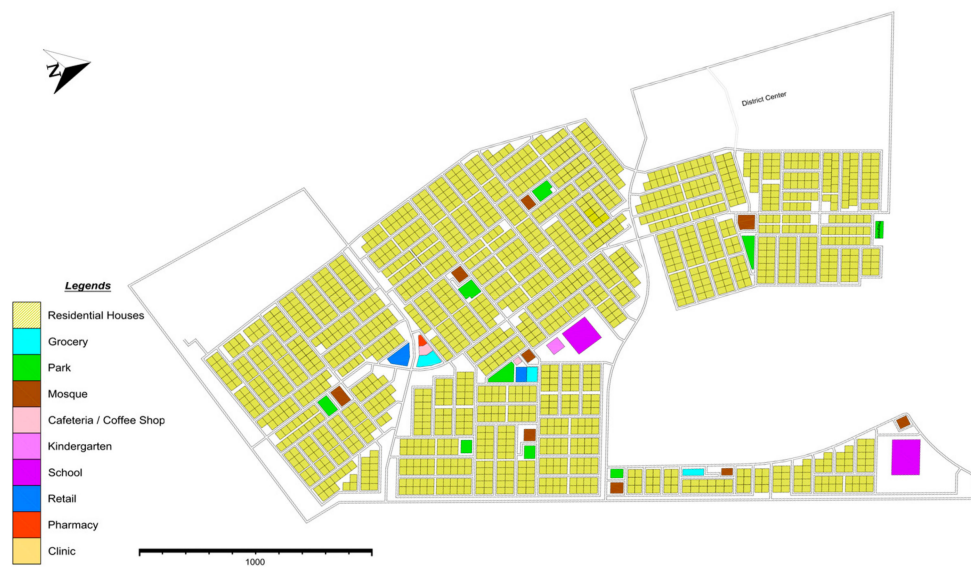 N
District Center
Legends
Residential Houses
Grocery
Park
Mosque
Cafeteria / Coffee Shop
Kindergarten
School
Retail
Pharmacy
Clinic
1000